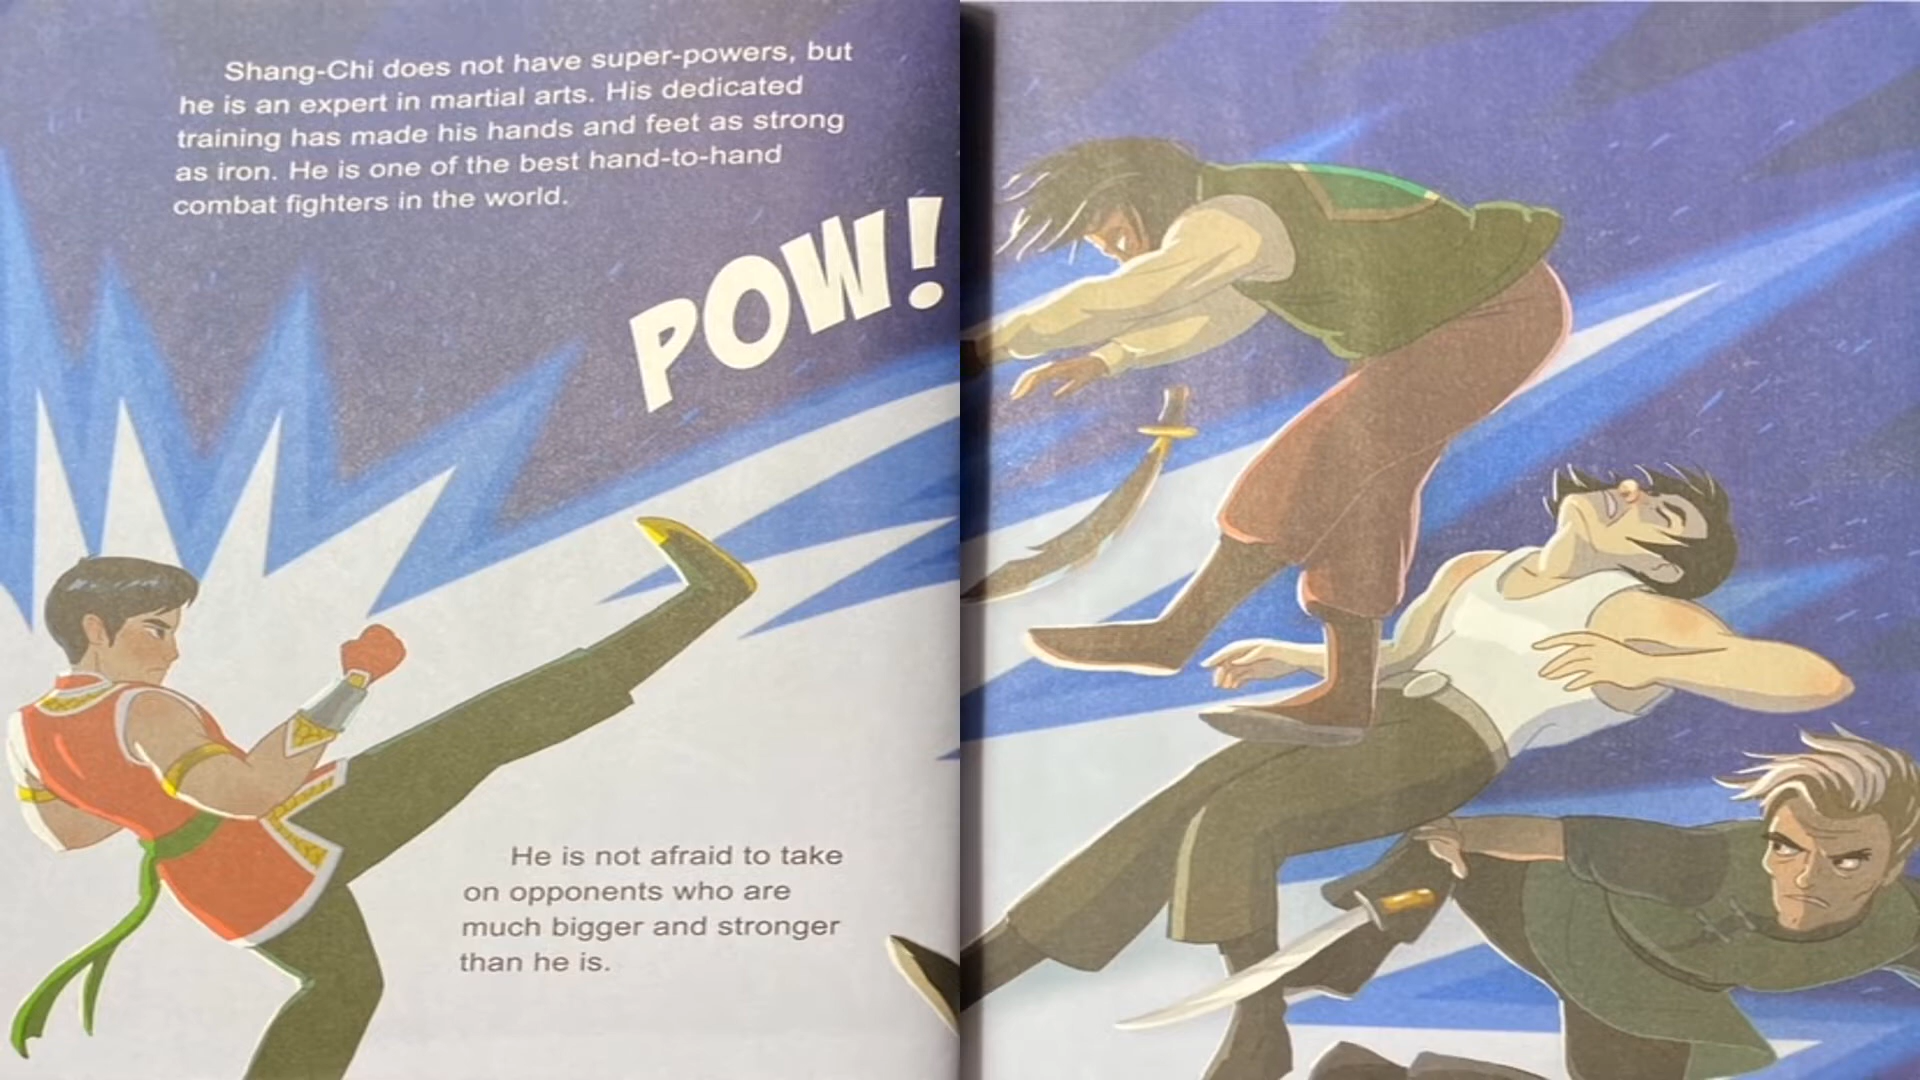 Shang-Chi does not have super-powers, but
he is an expert in martial arts. His dedicated
training has made his hands and feet as strong
as iron. He is one of the best hand-to-hand
combat fighters in the world.
POW!
He is not afraid to take
on opponents who are
much bigger and stronger
than he is.